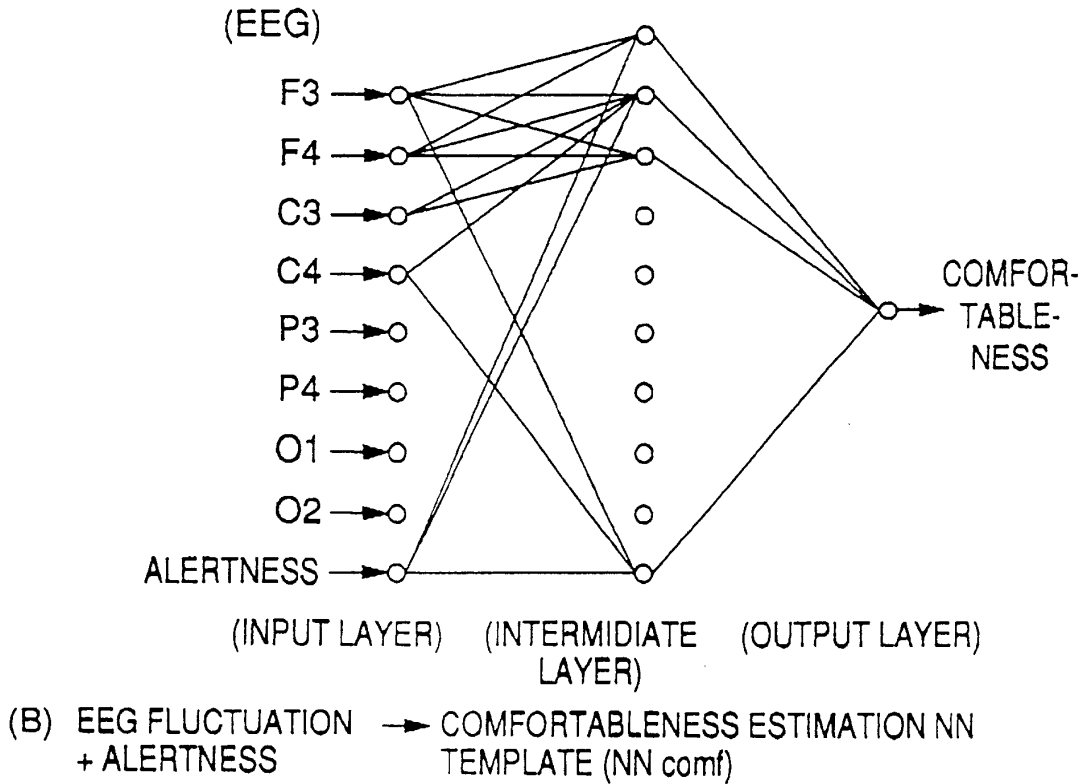 (EEG)
F3
F4
C3
C4
P3
P4
O1
O2
ALERTNESS
COMFOR-
TABLE-
NESS
(INPUT LAYER)
(INTERMIDIATE
LAYER)
(OUTPUT LAYER)
(B) EEG FLUCTUATION
+ ALERTNESS
COMFORTABLENESS ESTIMATION NN
TEMPLATE (NN comf)